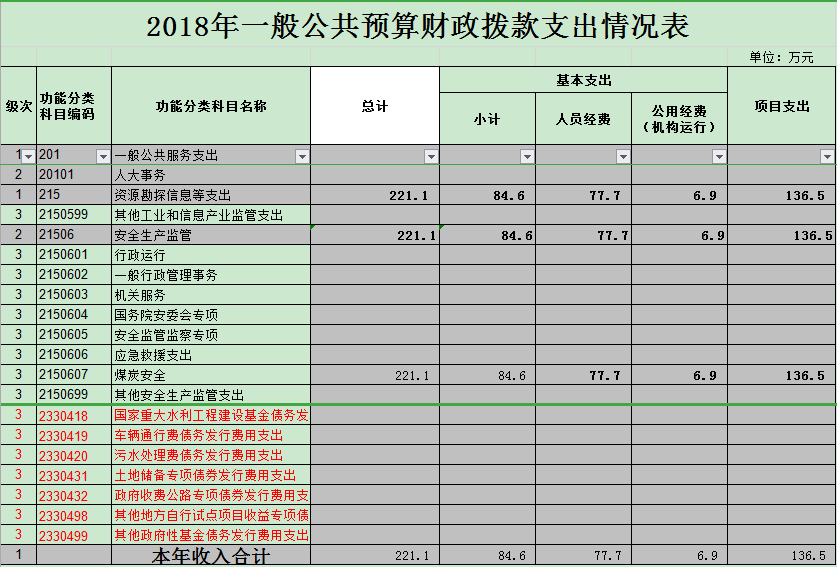 2018年一般公共预算财政拨款支出情况表
单位：万元
级次 功能分类科目编码 功能分类科目名称 总计 基本支出 项目支出
小计 人员经费 公用经费（机构运行）
1 201 一般公共服务支出
2 20101 人大事务
1 215 资源勘探信息等支出 221.1 84.6 77.7 6.9 136.5
3 2150599 其他工业和信息产业监管支出
2 21506 安全生产监管 221.1 84.6 77.7 6.9 136.5
3 2150601 行政运行
3 2150602 一般行政管理事务
3 2150603 机关服务
3 2150604 国务院安委会专项
3 2150605 安全监管监察专项
3 2150606 应急救援支出
3 2150607 煤炭安全 221.1 84.6 77.7 6.9 136.5
3 2150699 其他安全生产监管支出
3 2330418 国家重大水利工程建设基金债务发
3 2330419 车辆通行费债务发行费用支出
3 2330420 污水处理费债务发行费用支出
3 2330431 土地储备专项债券发行费用支出
3 2330432 政府收费公路专项债券发行费用支
3 2330498 其他地方自行试点项目收益专项债
3 2330499 其他政府性基金债务发行费用支出
1 本年收入合计 221.1 84.6 77.7 6.9 136.5